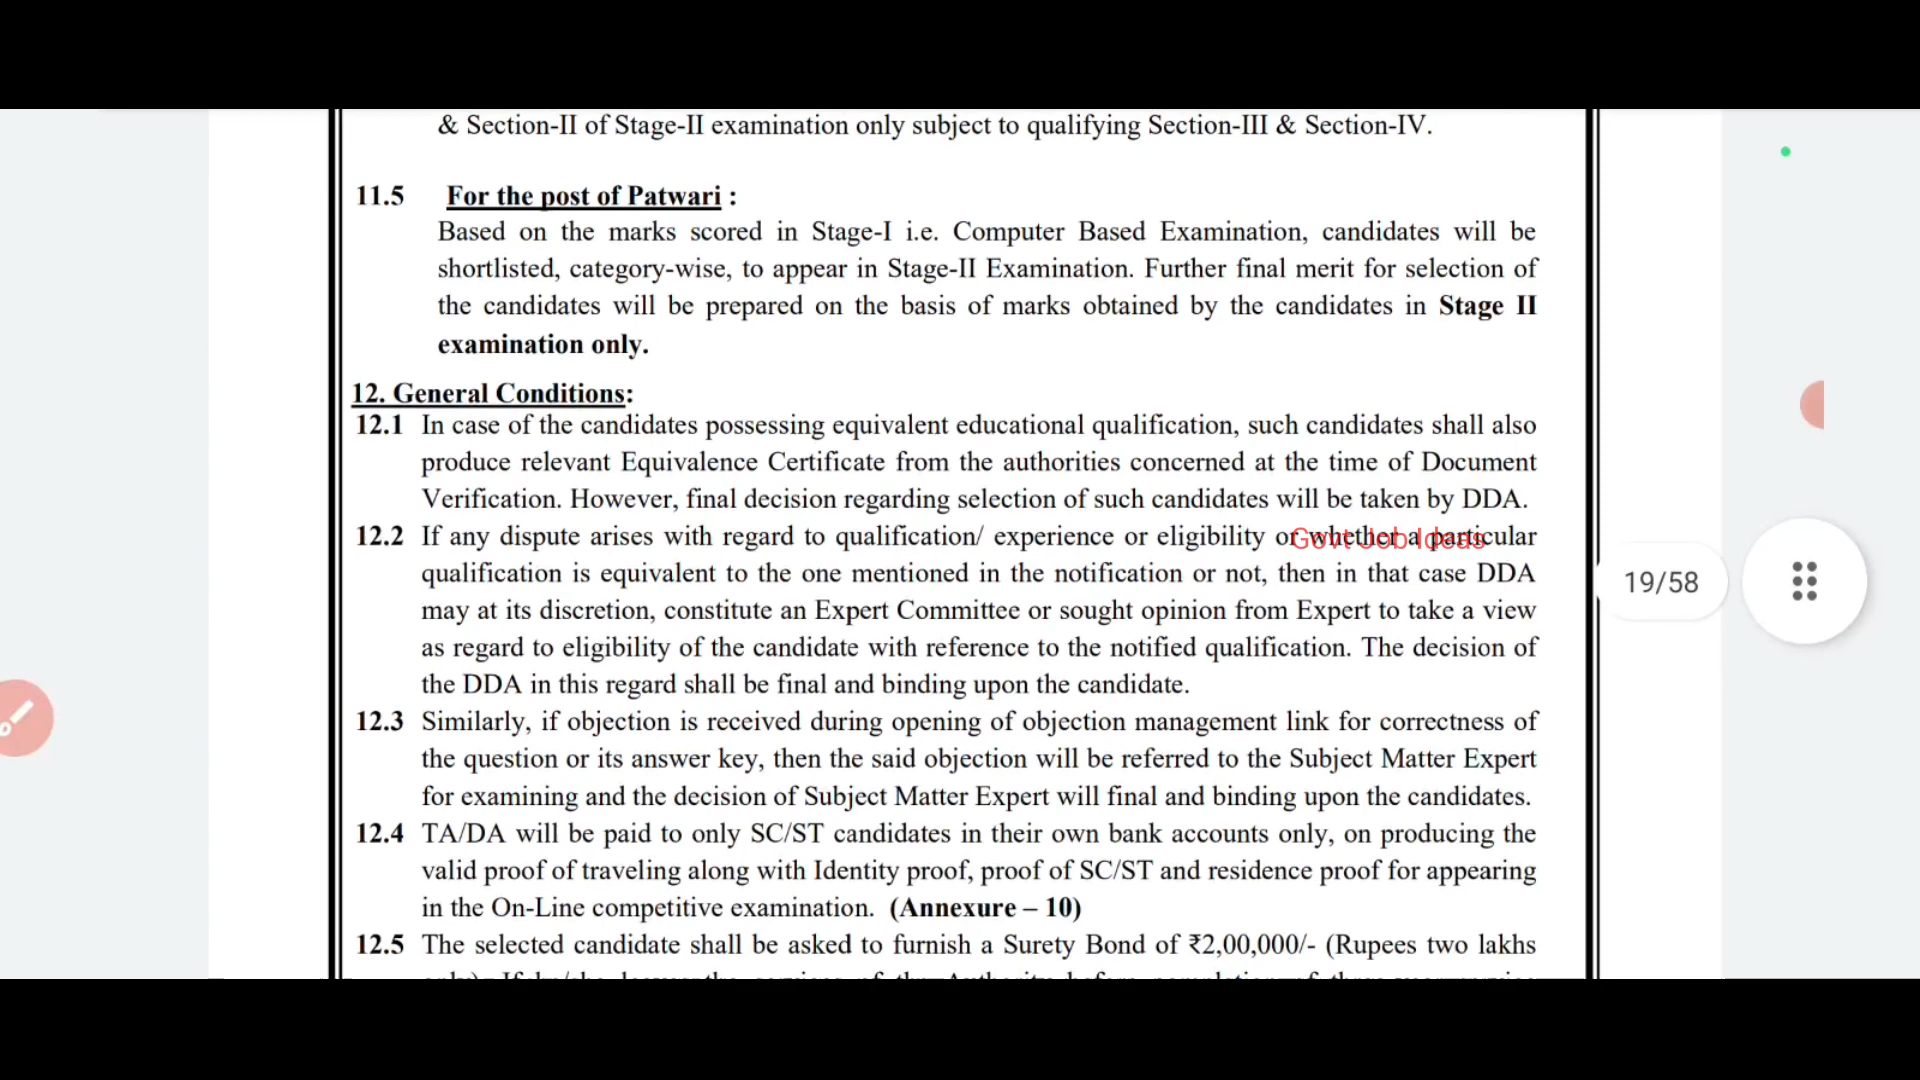 & Section-II of Stage-II examination only subject to qualifying Section-III & Section-IV.
11.5 For the post of Patwari :
Based on the marks scored in Stage-I i.e. Computer Based Examination, candidates will be
shortlisted, category-wise, to appear in Stage-II Examination. Further final merit for selection of
the candidates will be prepared on the basis of marks obtained by the candidates in Stage II
examination only.
12. General Conditions:
12.1 In case of the candidates possessing equivalent educational qualification, such candidates shall also
produce relevant Equivalence Certificate from the authorities concerned at the time of Document
Verification. However, final decision regarding selection of such candidates will be taken by DDA.
12.2 If any dispute arises with regard to qualification/ experience or eligibility or whether a particular
Govt Job Ideas
qualification is equivalent to the one mentioned in the notification or not, then in that case DDA
may at its discretion, constitute an Expert Committee or sought opinion from Expert to take a view
as regard to eligibility of the candidate with reference to the notified qualification. The decision of
the DDA in this regard shall be final and binding upon the candidate.
12.3 Similarly, if objection is received during opening of objection management link for correctness of
the question or its answer key, then the said objection will be referred to the Subject Matter Expert
for examining and the decision of Subject Matter Expert will final and binding upon the candidates.
12.4 TA/DA will be paid to only SC/ST candidates in their own bank accounts only, on producing the
valid proof of traveling along with Identity proof, proof of SC/ST and residence proof for appearing
in the On-Line competitive examination. (Annexure – 10)
12.5 The selected candidate shall be asked to furnish a Surety Bond of ₹2,00,000/- (Rupees two lakhs
19/58